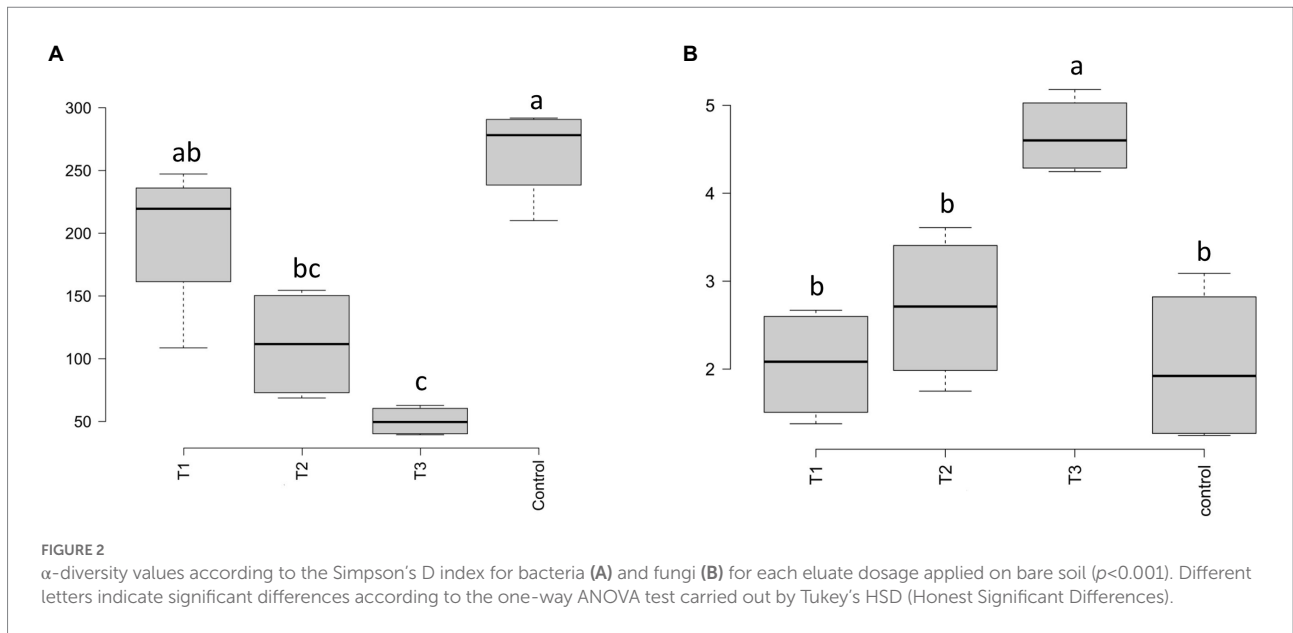 A
300
250
200
150
100
50
ab
bc
c
a
T1
T2
T3
Control
B
5
4
3
2
b
b
a
b
T1
T2
T3
control
FIGURE 2
α-diversity values according to the Simpson’s D index for bacteria (A) and fungi (B) for each eluate dosage applied on bare soil (p<0.001). Different
letters indicate significant differences according to the one-way ANOVA test carried out by Tukey’s HSD (Honest Significant Differences).